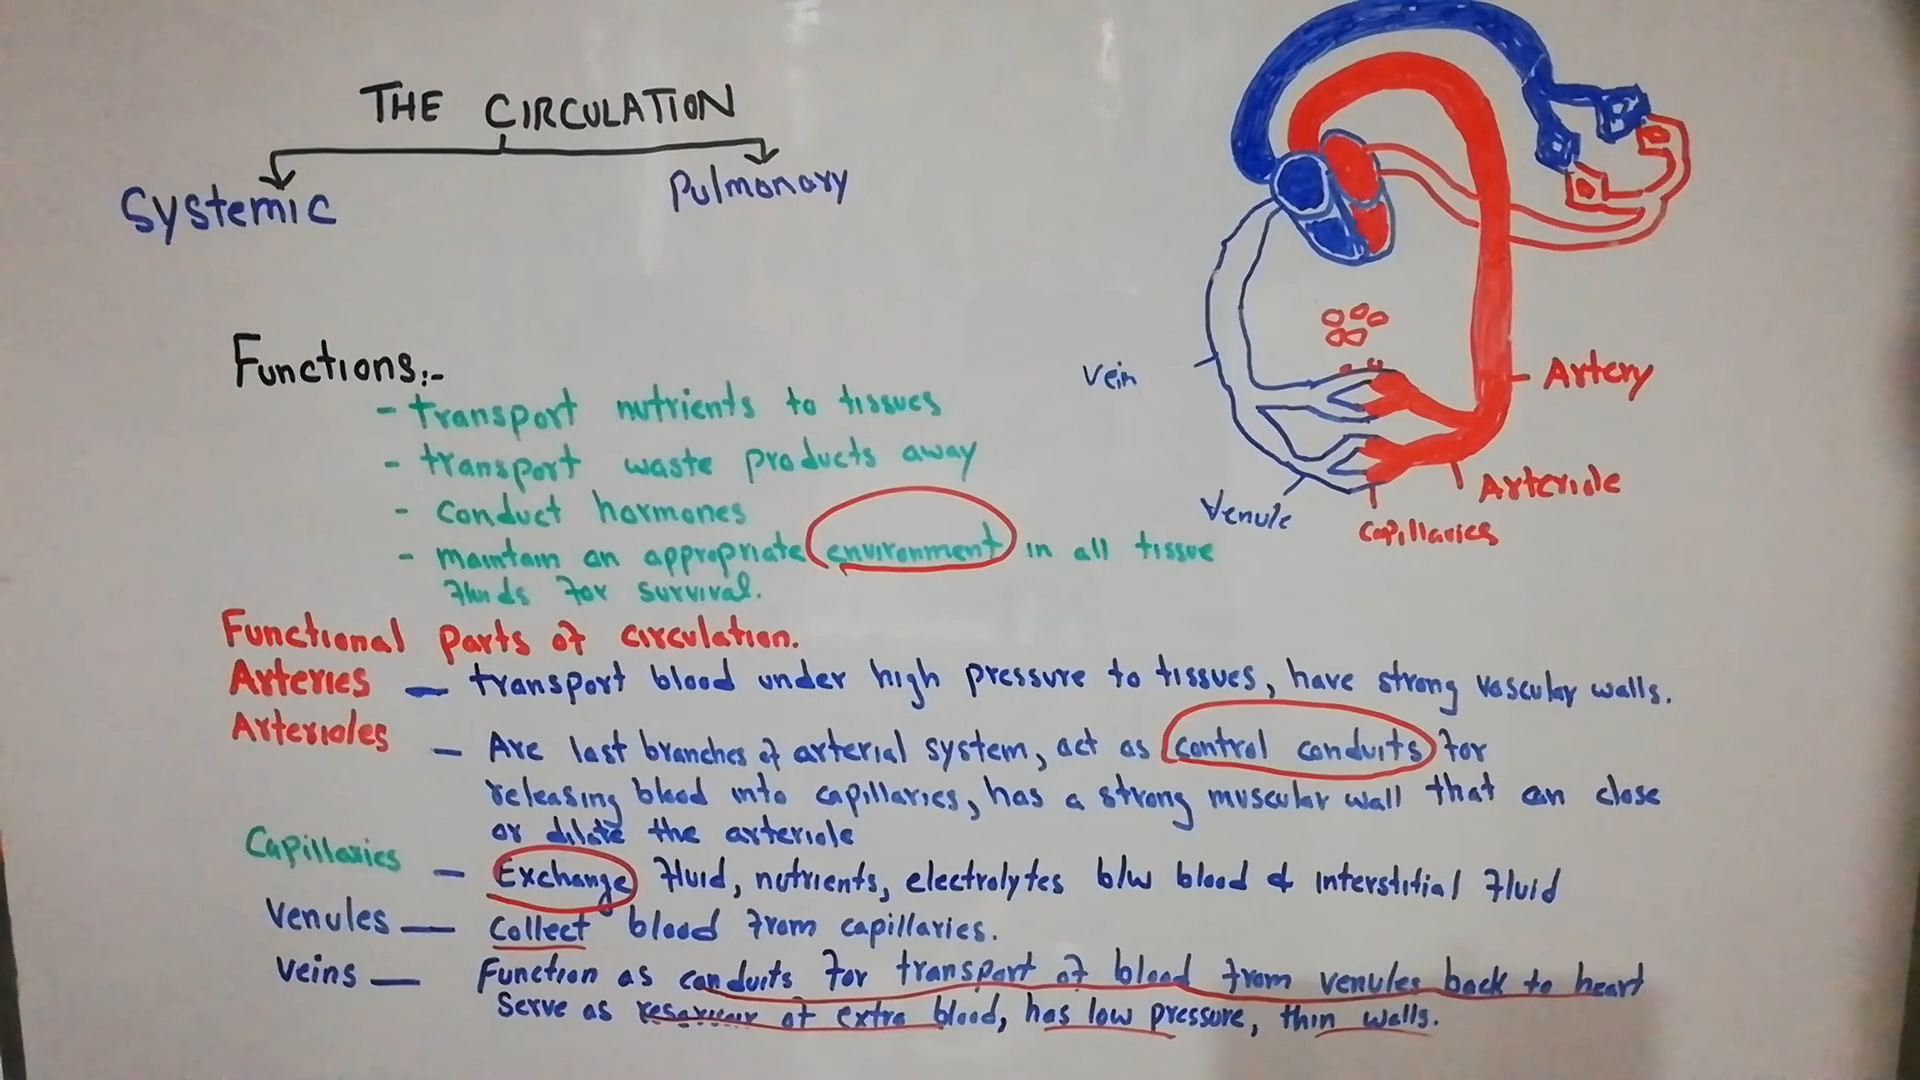 THE CIRCULATION
Systemic
Pulmonary
Functions:-
- transport nutrients to tissues
- transport waste products away
- conduct hormones
- maintain an appropriate environment in all tissue
fluids for survival.
Vein
Artery
Venule
Arteriole
Capillaries
Functional parts of circulation.
Arteries - transport blood under high pressure to tissues, have strong vascular walls.
Arterioles - Are last branches of arterial system, act as control conduits for
releasing blood into capillaries, has a strong muscular wall that can close
or dilate the arteriole
Capillaries - Exchange fluid, nutrients, electrolytes b/w blood & interstitial fluid
Venules - Collect blood from capillaries.
Veins - Function as conduits for transport of blood from venules back to heart
Serve as reservoir of extra blood, has low pressure, thin walls.